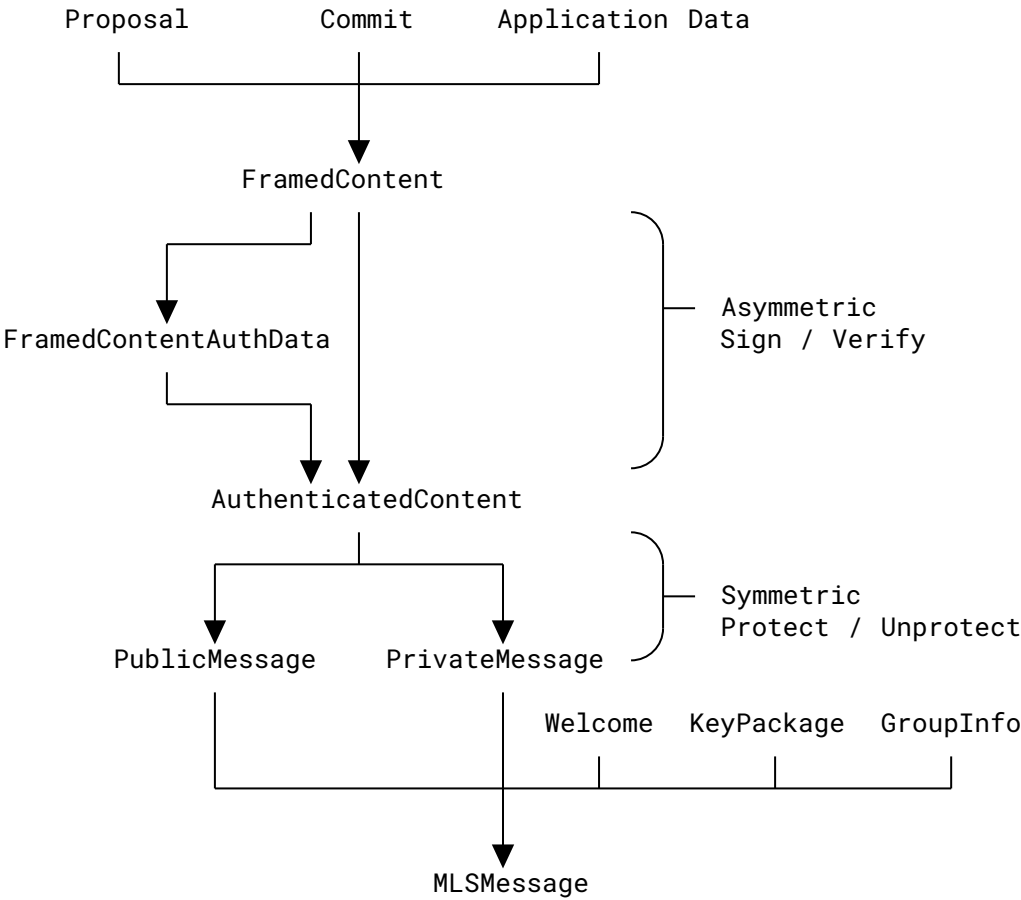 Proposal Commit Application Data
FramedContent
Asymmetric
FramedContentAuthData Sign / Verify
AuthenticatedContent
Symmetric
Protect / Unprotect
PublicMessage PrivateMessage
Welcome KeyPackage GroupInfo
MLSMessage